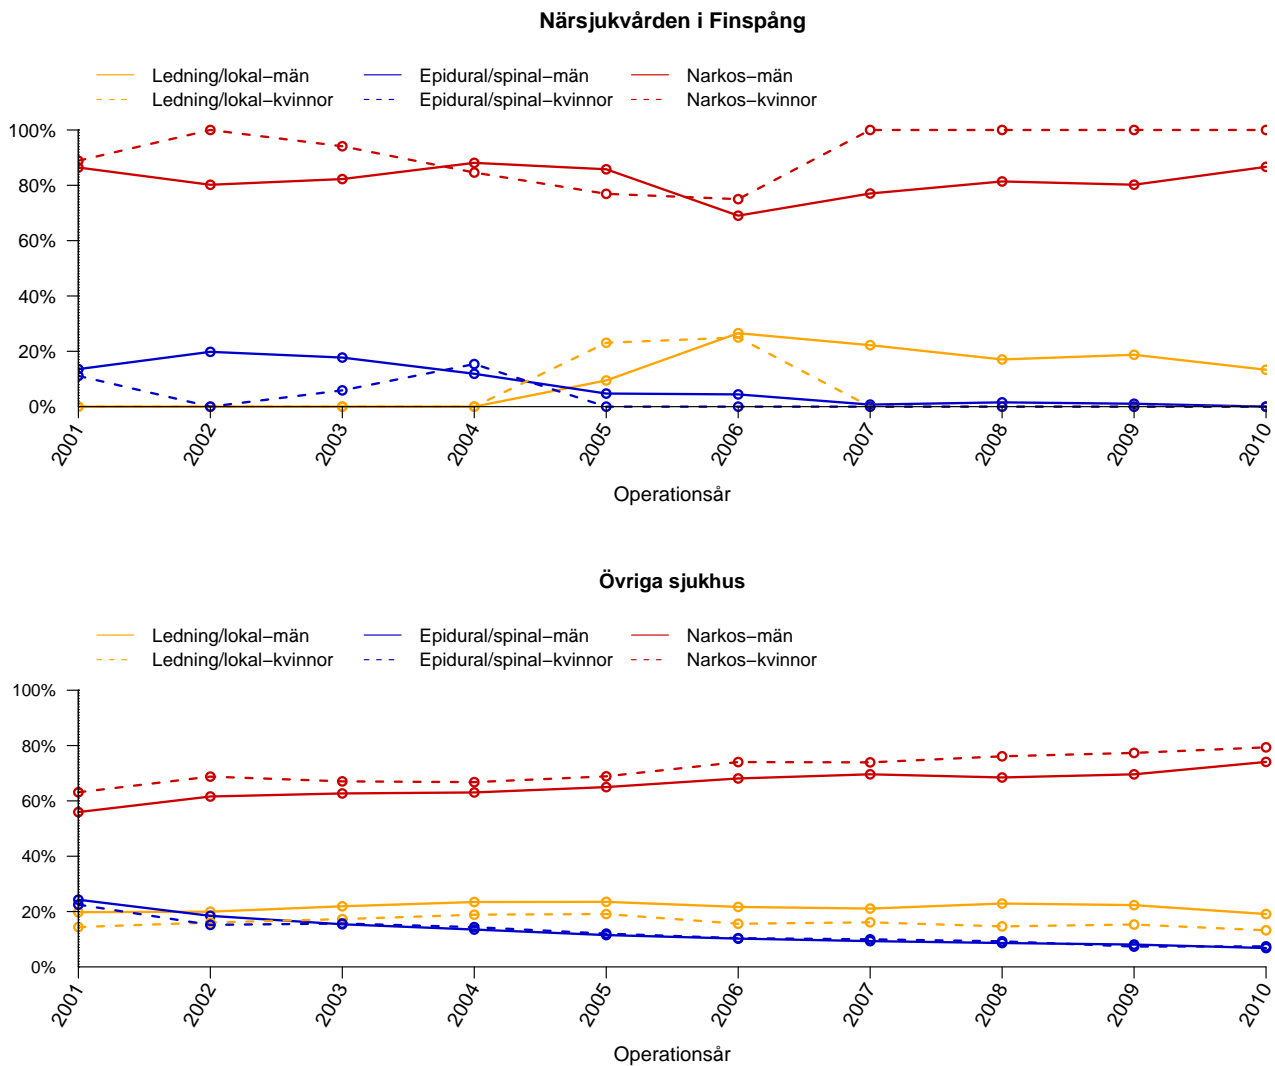 Närsjukvården i Finspång
Ledning/lokal−män Epidural/spinal−män Narkos−män
Ledning/lokal−kvinnor Epidural/spinal−kvinnor Narkos−kvinnor
100%
80%
60%
40%
20%
0%
2001 2002 2003 2004 2005 2006 2007 2008 2009 2010
Operationsår
Övriga sjukhus
Ledning/lokal−män Epidural/spinal−män Narkos−män
Ledning/lokal−kvinnor Epidural/spinal−kvinnor Narkos−kvinnor
100%
80%
60%
40%
20%
0%
2001 2002 2003 2004 2005 2006 2007 2008 2009 2010
Operationsår